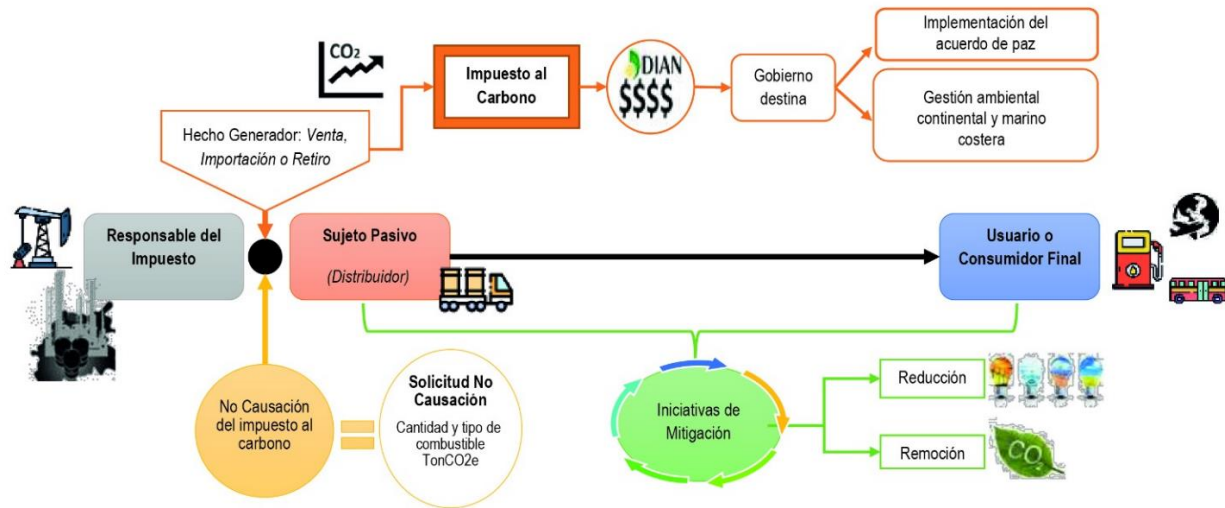 CO₂
Impuesto al
Carbono
DIAN
$$$$
Gobierno
destina
Implementación del
acuerdo de paz
Gestión ambiental
continental y marino
costera
Hecho Generador: Venta,
Importación o Retiro
Responsable del
Impuesto
Sujeto Pasivo
(Distribuidor)
Usuario o
Consumidor Final
No Causación
del impuesto al
carbono
Solicitud No
Causación
Cantidad y tipo de
combustible
TonCO2e
Iniciativas de
Mitigación
Reducción
Remoción
CO₂